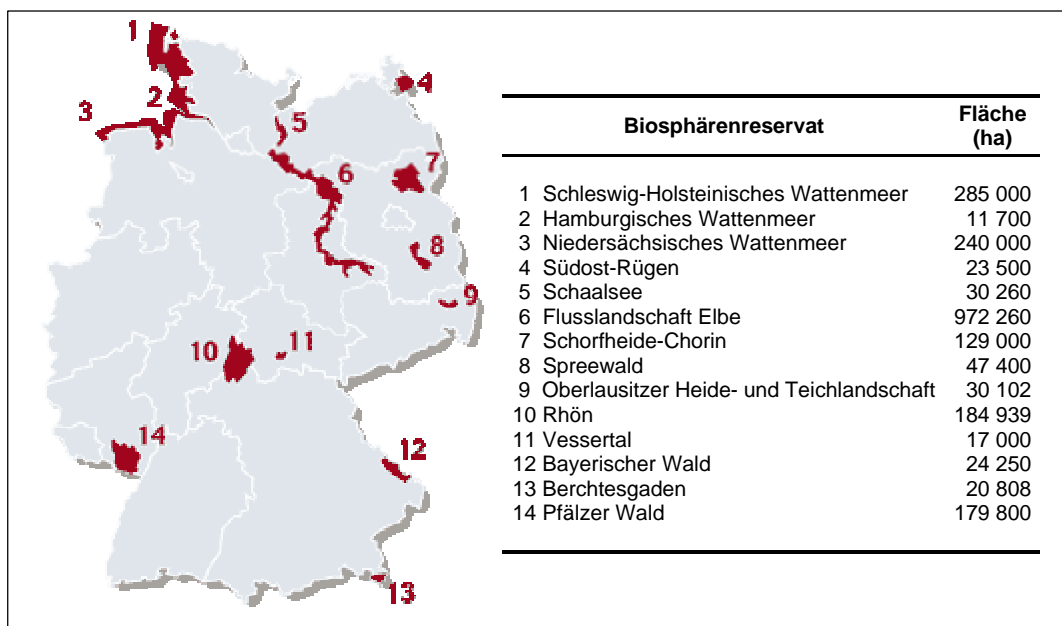 1
2
3
4
5
6
7
8
9
10
11
12
13
14
Biosphärenreservat Fläche (ha)
1 Schleswig-Holsteinisches Wattenmeer 285 000
2 Hamburgisches Wattenmeer 11 700
3 Niedersächsisches Wattenmeer 240 000
4 Südost-Rügen 23 500
5 Schaalsee 30 260
6 Flusslandschaft Elbe 972 260
7 Schorfheide-Chorin 129 000
8 Spreewald 47 400
9 Oberlausitzer Heide- und Teichlandschaft 30 102
10 Rhön 184 939
11 Vessertal 17 000
12 Bayerischer Wald 24 250
13 Berchtesgaden 20 808
14 Pfälzer Wald 179 800